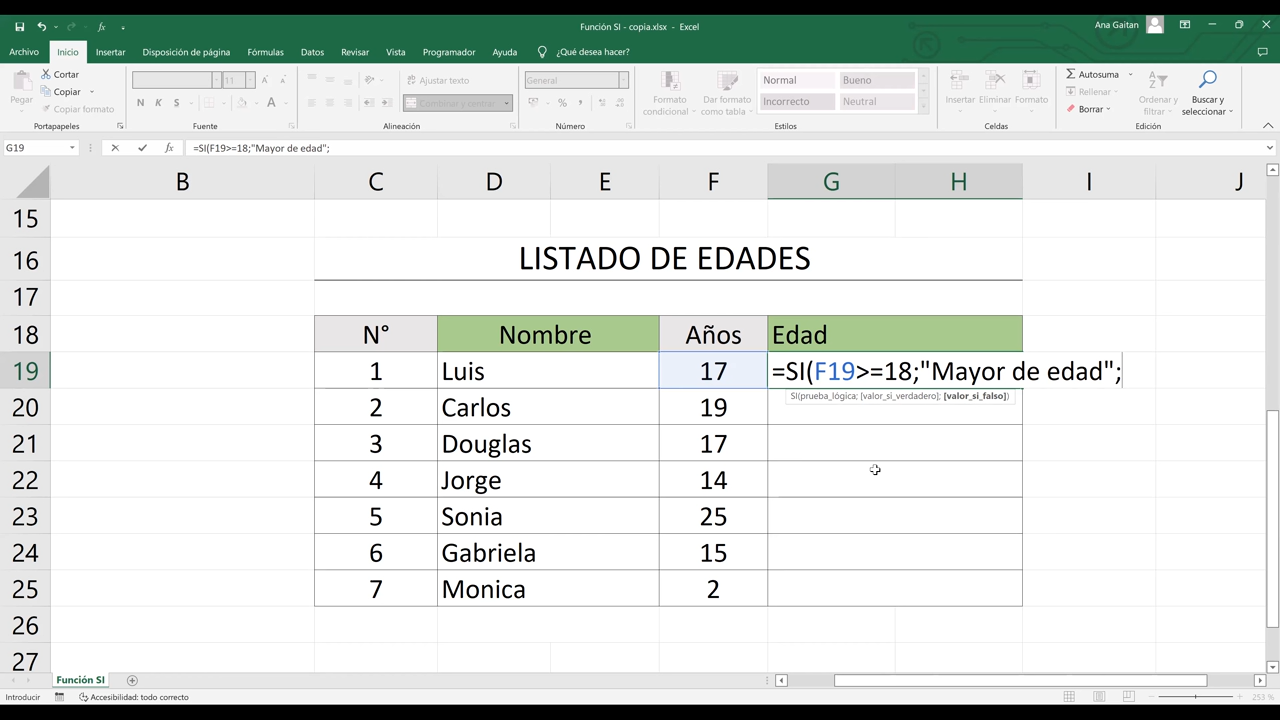 Función SI - copia.xlsx - Excel
Ana Gaitan
Archivo Inicio Insertar Disposición de página Fórmulas Datos Revisar Vista Programador Ayuda ¿Qué desea hacer?
Pegar
Cortar
Copiar
Copiar formato
Portapapeles
11
N K S
Fuente
Ajustar texto
Combinar y centrar
Alineación
General
Número
Formato condicional
Dar formato como tabla
Normal Bueno
Incorrecto Neutral
Estilos
Insertar Eliminar Formato
Celdas
Autosuma
Rellenar
Borrar
Ordenar y filtrar
Buscar y seleccionar
Edición
G19 fx =SI(F19>=18;"Mayor de edad";
B C D E F G H I J
15
16 LISTADO DE EDADES
17
18 N° Nombre Años Edad
19 1 Luis 17 =SI(F19>=18;"Mayor de edad";
SI(prueba_lógica; [valor_si_verdadero]; [valor_si_falso])
20 2 Carlos 19
21 3 Douglas 17
22 4 Jorge 14
23 5 Sonia 25
24 6 Gabriela 15
25 7 Monica 2
26
27
Función SI
Introducir Accesibilidad: todo correcto 253 %